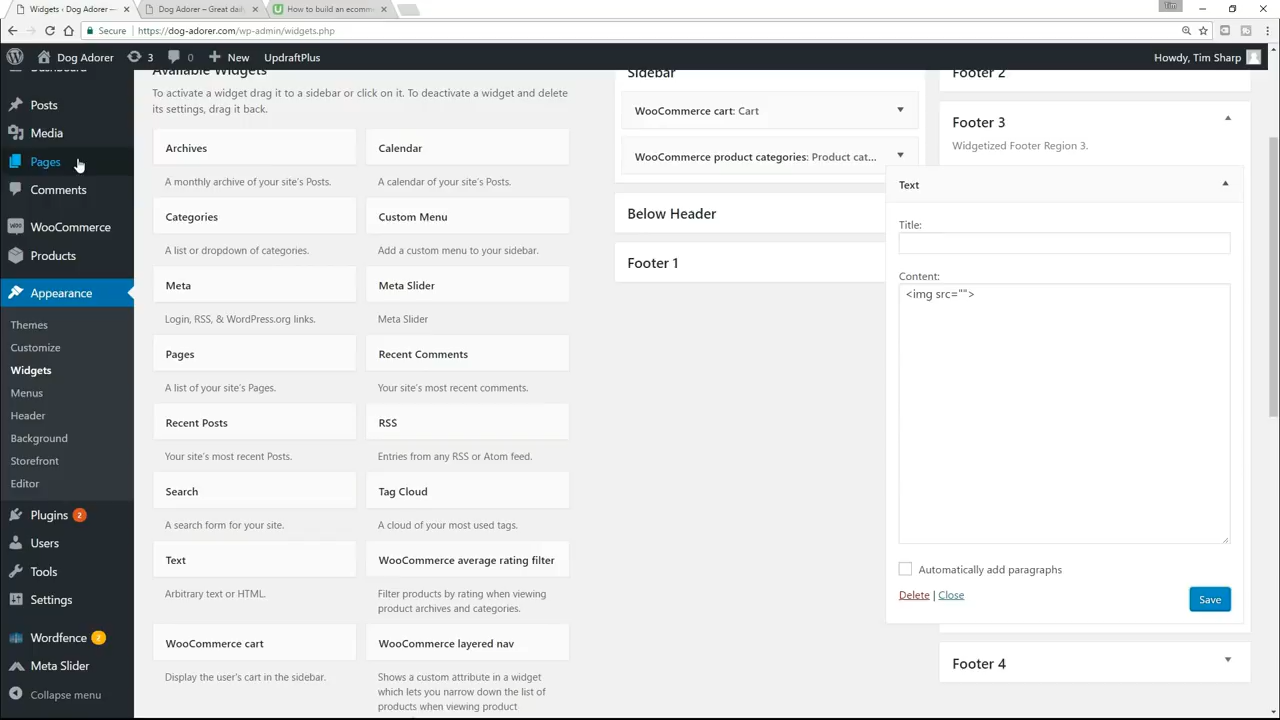 Widgets ‹ Dog Adorer —
Dog Adorer – Great dail
How to build an ecomm
Tim
Secure
https://dog-adorer.com/wp-admin/widgets.php
Dog Adorer
3
0
New
UpdraftPlus
Howdy, Tim Sharp
Dashboard
Posts
Media
Pages
Comments
WooCommerce
Products
Appearance
Themes
Customize
Widgets
Menus
Header
Background
Storefront
Editor
Plugins 2
Users
Tools
Settings
Wordfence 2
Meta Slider
Collapse menu
Available Widgets
To activate a widget drag it to a sidebar or click on it. To deactivate a widget and delete
its settings, drag it back.
Archives
A monthly archive of your site's Posts.
Calendar
A calendar of your site's Posts.
Categories
A list or dropdown of categories.
Custom Menu
Add a custom menu to your sidebar.
Meta
Login, RSS, & WordPress.org links.
Meta Slider
Meta Slider
Pages
A list of your site's Pages.
Recent Comments
Your site's most recent comments.
Recent Posts
Your site's most recent Posts.
RSS
Entries from any RSS or Atom feed.
Search
A search form for your site.
Tag Cloud
A cloud of your most used tags.
Text
Arbitrary text or HTML.
WooCommerce average rating filter
Filter products by rating when viewing
product archives and categories.
WooCommerce cart
Display the user's cart in the sidebar.
WooCommerce layered nav
Shows a custom attribute in a widget
which lets you narrow down the list of
products when viewing product
Sidebar
WooCommerce cart: Cart
WooCommerce product categories: Product cat...
Below Header
Footer 1
Footer 2
Footer 3
Widgetized Footer Region 3.
Text
Title:
Content:
<img src="">
Automatically add paragraphs
Delete | Close
Save
Footer 4